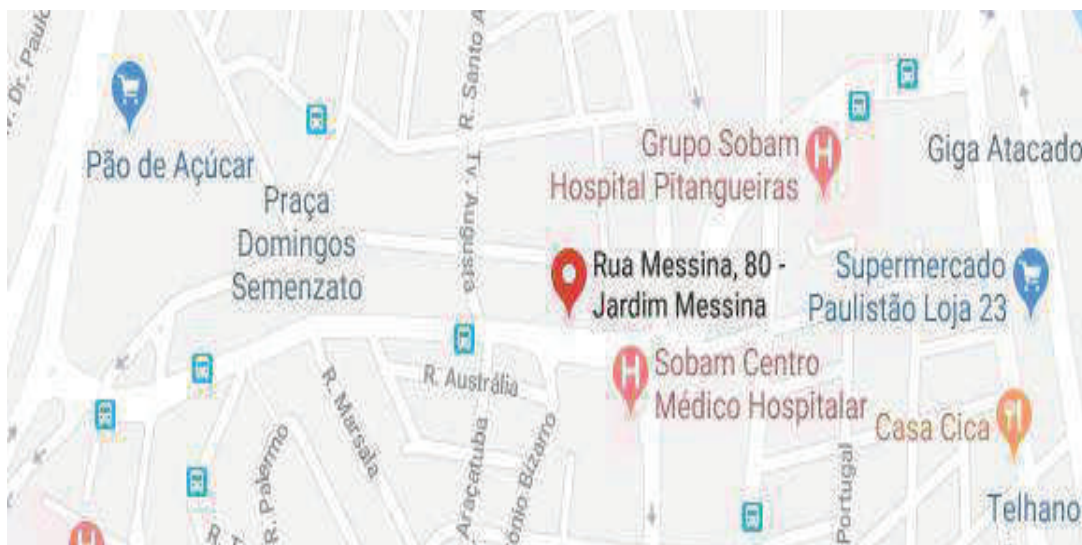 v. Dr. Paulo
R. Santo A
Pão de Açúcar
Tv. Augusta
Grupo Sobam
Hospital Pitangueiras
Giga Atacado
Praça
Domingos
Semenzato
Rua Messina, 80 -
Jardim Messina
Supermercado
Paulistão Loja 23
Sobam Centro
Médico Hospitalar
R. Austrália
R. Marsala
Casa Cica
R. Palermo
Araçatuba
onio Bizarro
Portugal
Telhano
R.